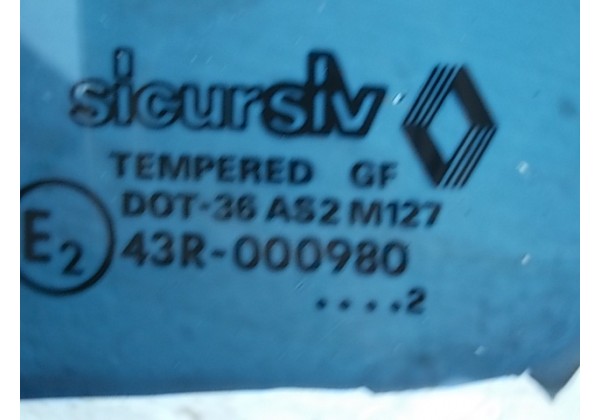 sicursiv
TEMPERED GF
DOT-36 AS2 M127
E2 43R-000980
....2